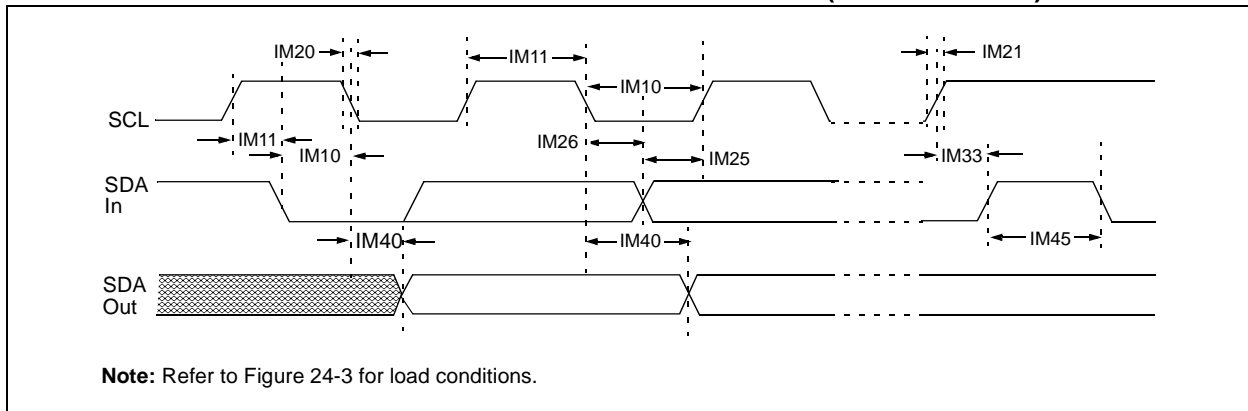 IM20
IM11
IM21
IM10
SCL
IM11
IM26
IM10
IM25
IM33
SDA
In
IM40
IM40
IM45
SDA
Out
Note: Refer to Figure 24-3 for load conditions.